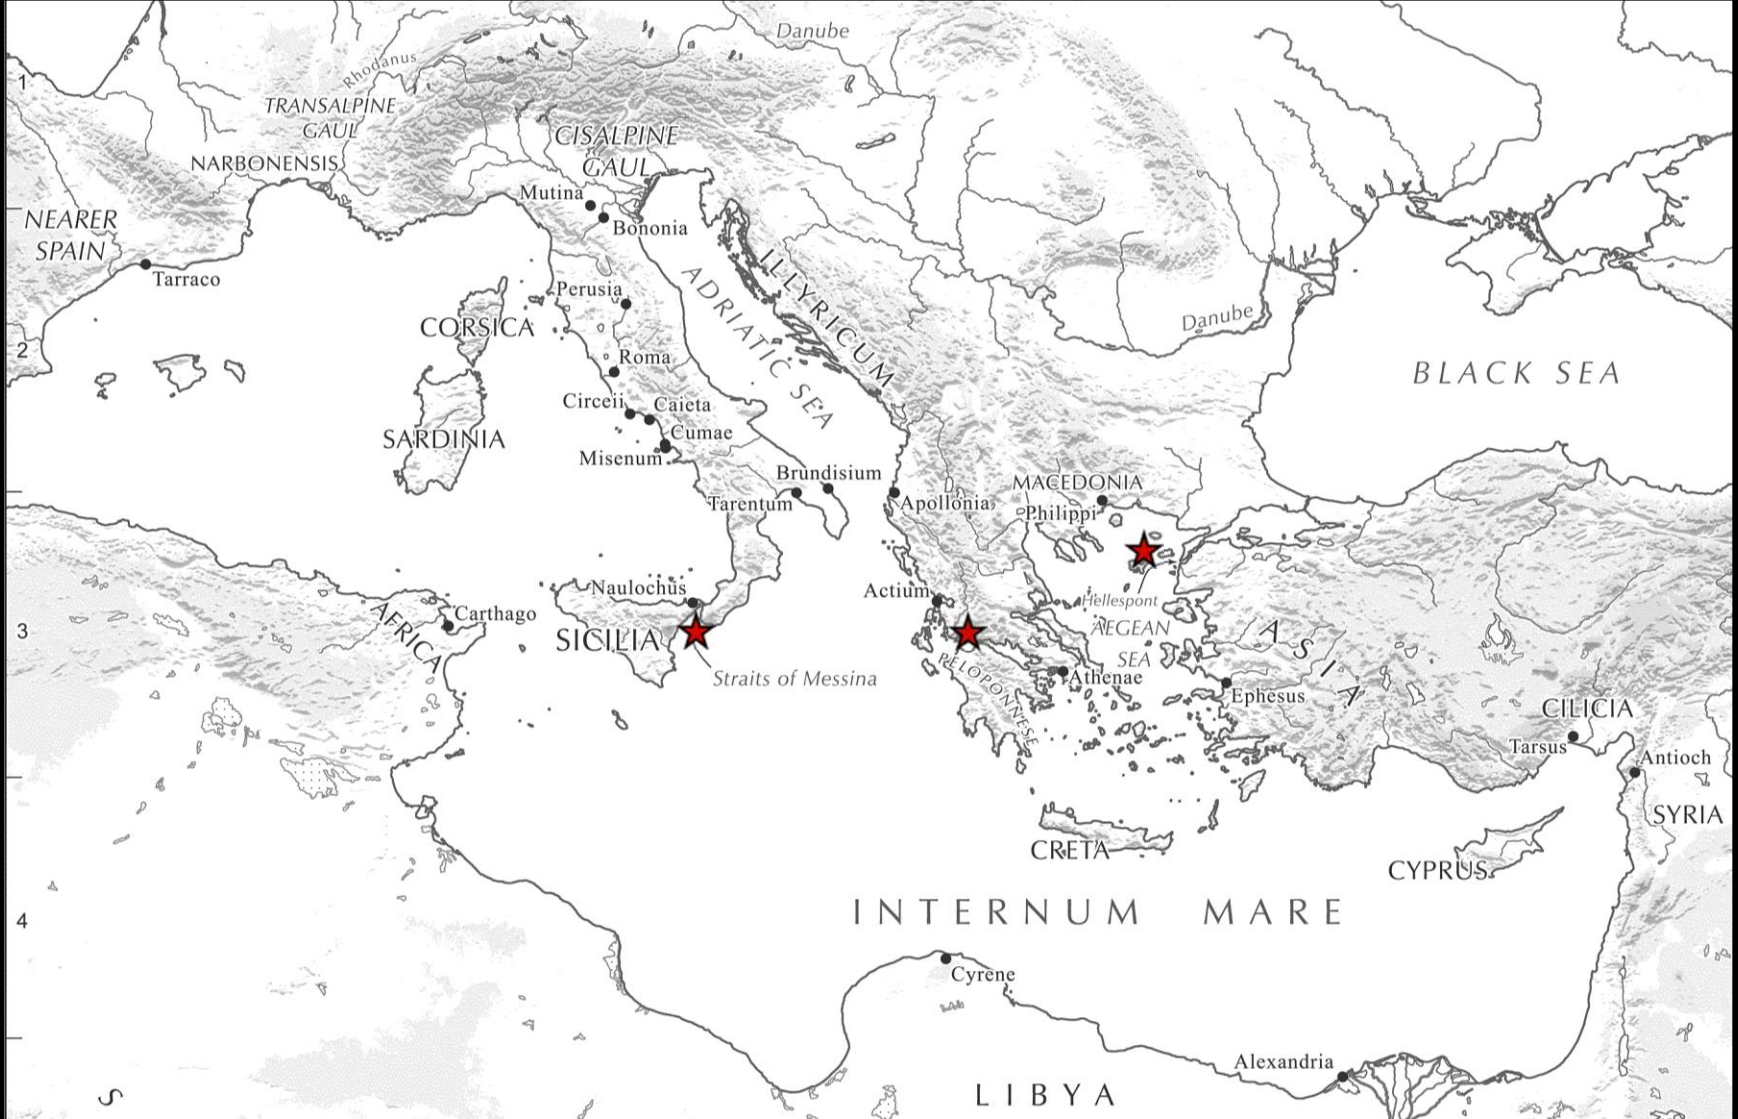 Danube
1
Rhodanus
TRANSALPINE
GAUL
CISALPINE
GAUL
NARBONENSIS
Mutina
NEARER
SPAIN
Bononia
Tarraco
ILLYRICUM
ADRIATIC SEA
Perusia
CORSICA
Danube
2
Roma
BLACK SEA
Circeii
Caieta
SARDINIA
Cumae
Misenum
Brundisium
MACEDONIA
Tarentum
Apollonia
Philippi
Naulochus
Actium
Hellespont
Carthago
AFRICA
3
SICILIA
AEGEAN
SEA
ASIA
PELOPONNESE
Straits of Messina
Athenae
Ephesus
CILICIA
Tarsus
Antioch
SYRIA
CRETA
CYPRUS
4
INTERNUM MARE
Cyrene
Alexandria
LIBYA
S